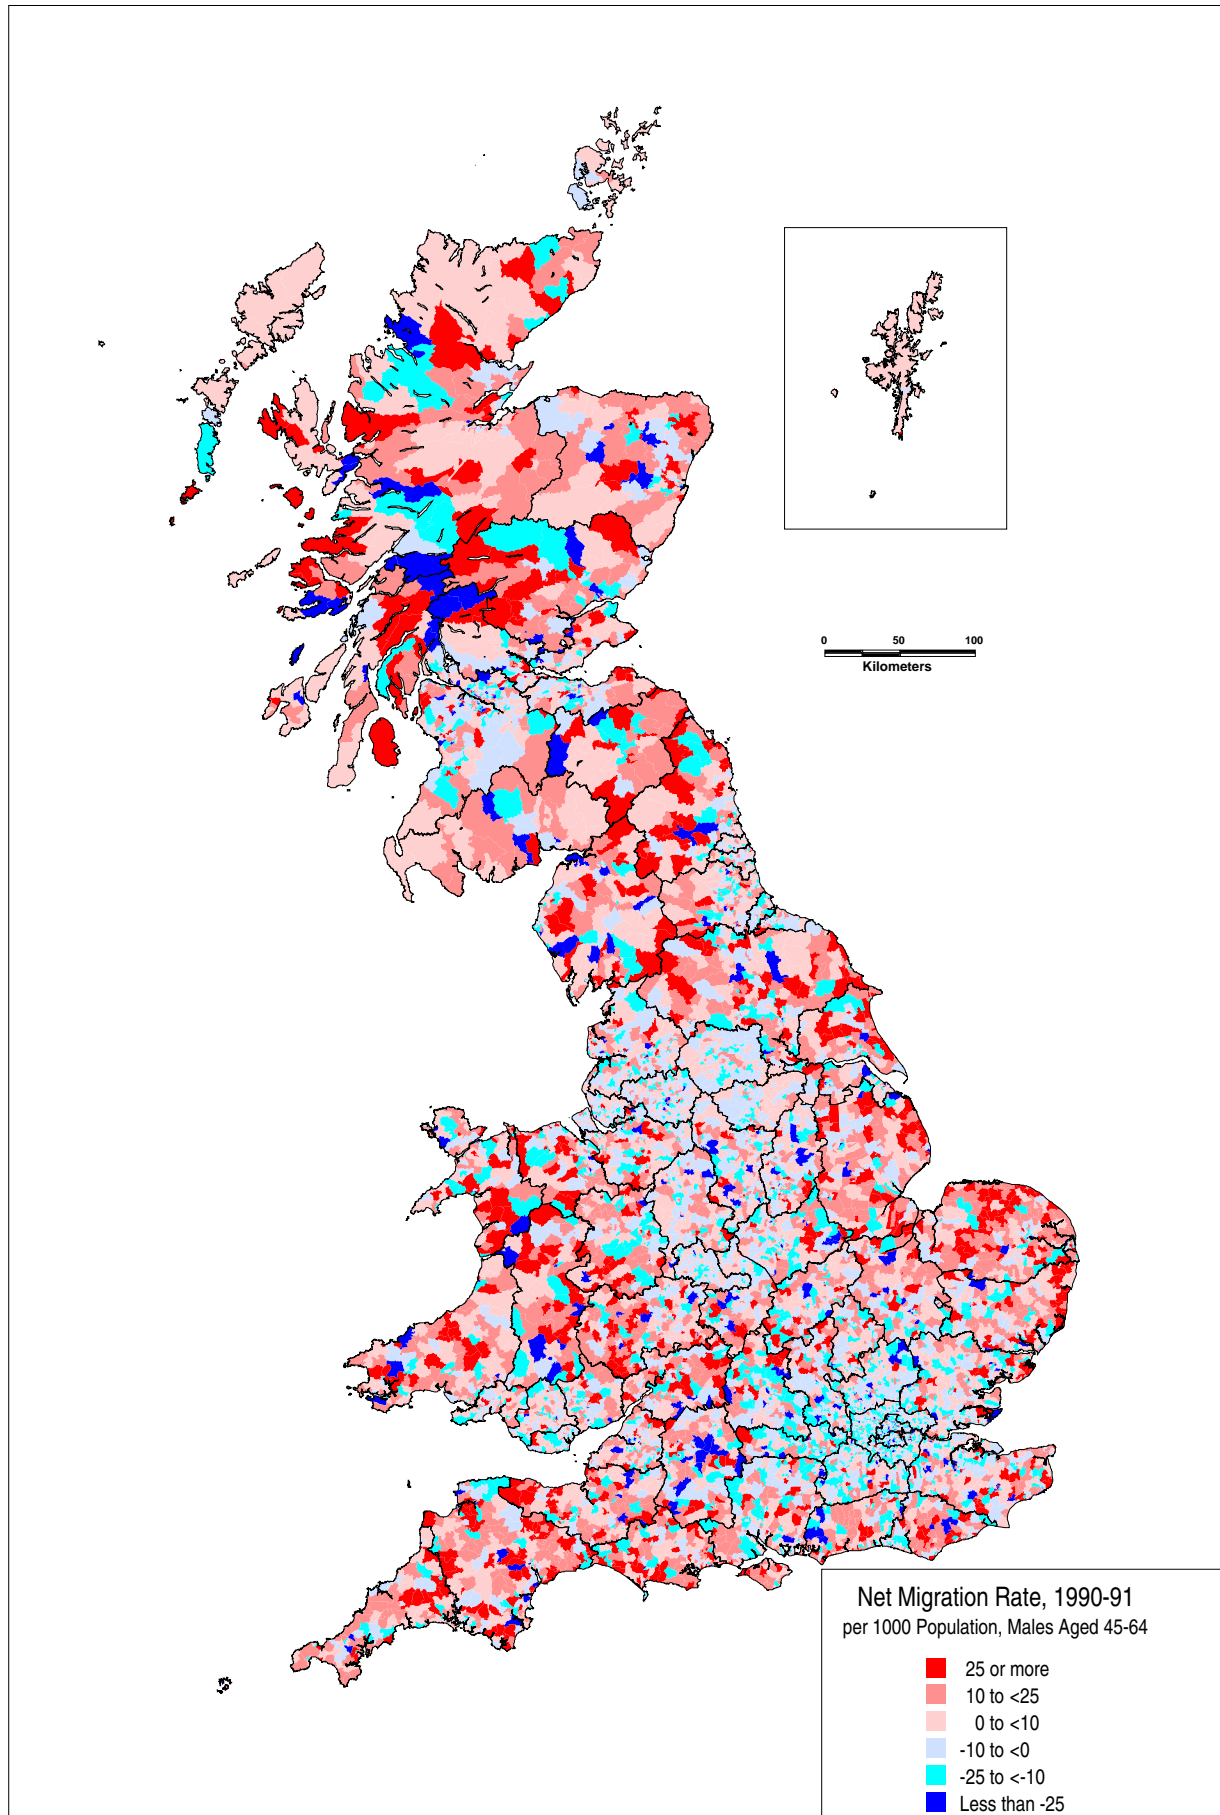 0 50 100
Kilometers
Net Migration Rate, 1990-91
per 1000 Population, Males Aged 45-64
25 or more
10 to <25
0 to <10
-10 to <0
-25 to <-10
Less than -25